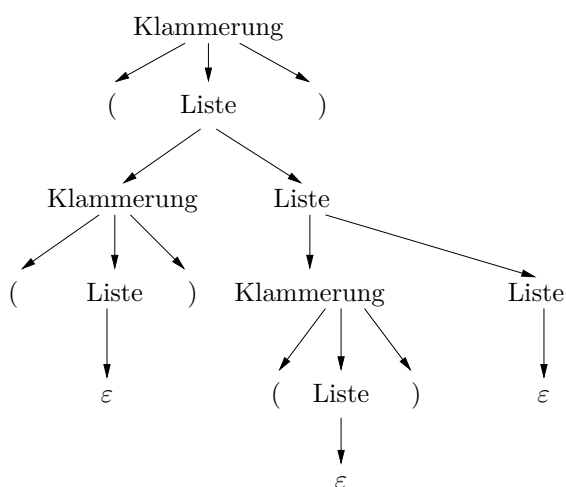 Klammerung
( Liste )
Klammerung Liste
( Liste ) Klammerung Liste
ε ( Liste ) ε
ε